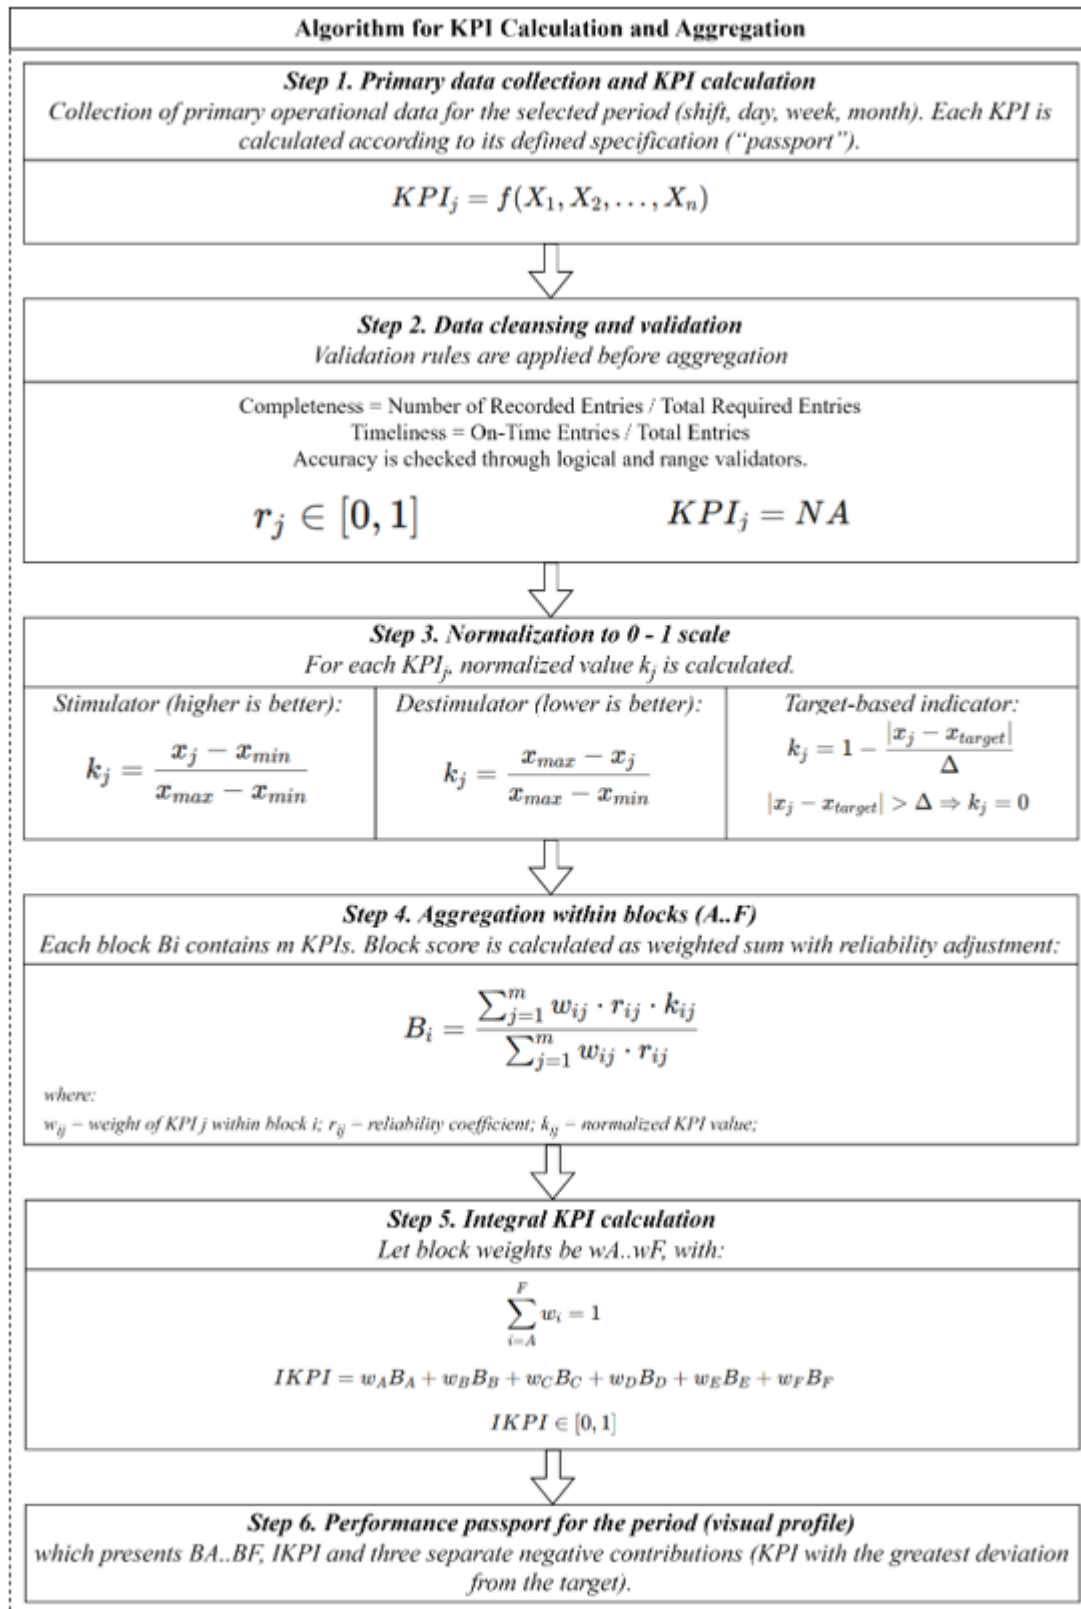 Algorithm for KPI Calculation and Aggregation
Step 1. Primary data collection and KPI calculation
Collection of primary operational data for the selected period (shift, day, week, month). Each KPI is
calculated according to its defined specification (“passport”).
KPI_j = f(X_1, X_2, . . . , X_n)
Step 2. Data cleansing and validation
Validation rules are applied before aggregation
Completeness = Number of Recorded Entries / Total Required Entries
Timeliness = On-Time Entries / Total Entries
Accuracy is checked through logical and range validators.
r_j ∈ [0, 1]
KPI_j = NA
Step 3. Normalization to 0 - 1 scale
For each KPI_j, normalized value k_j is calculated.
Stimulator (higher is better):
k_j = (x_j − x_min) / (x_max − x_min)
Destimulator (lower is better):
k_j = (x_max − x_j) / (x_max − x_min)
Target-based indicator:
k_j = 1 − |x_j − x_target| / Δ
|x_j − x_target| > Δ ⇒ k_j = 0
Step 4. Aggregation within blocks (A..F)
Each block Bi contains m KPIs. Block score is calculated as weighted sum with reliability adjustment:
B_i = (∑_{j=1}^{m} w_ij · r_ij · k_ij) / (∑_{j=1}^{m} w_ij · r_ij)
where:
w_ij – weight of KPI j within block i; r_ij – reliability coefficient; k_ij – normalized KPI value;
Step 5. Integral KPI calculation
Let block weights be wA..wF, with:
∑_{i=A}^{F} w_i = 1
IKPI = w_A B_A + w_B B_B + w_C B_C + w_D B_D + w_E B_E + w_F B_F
IKPI ∈ [0, 1]
Step 6. Performance passport for the period (visual profile)
which presents BA..BF, IKPI and three separate negative contributions (KPI with the greatest deviation
from the target).